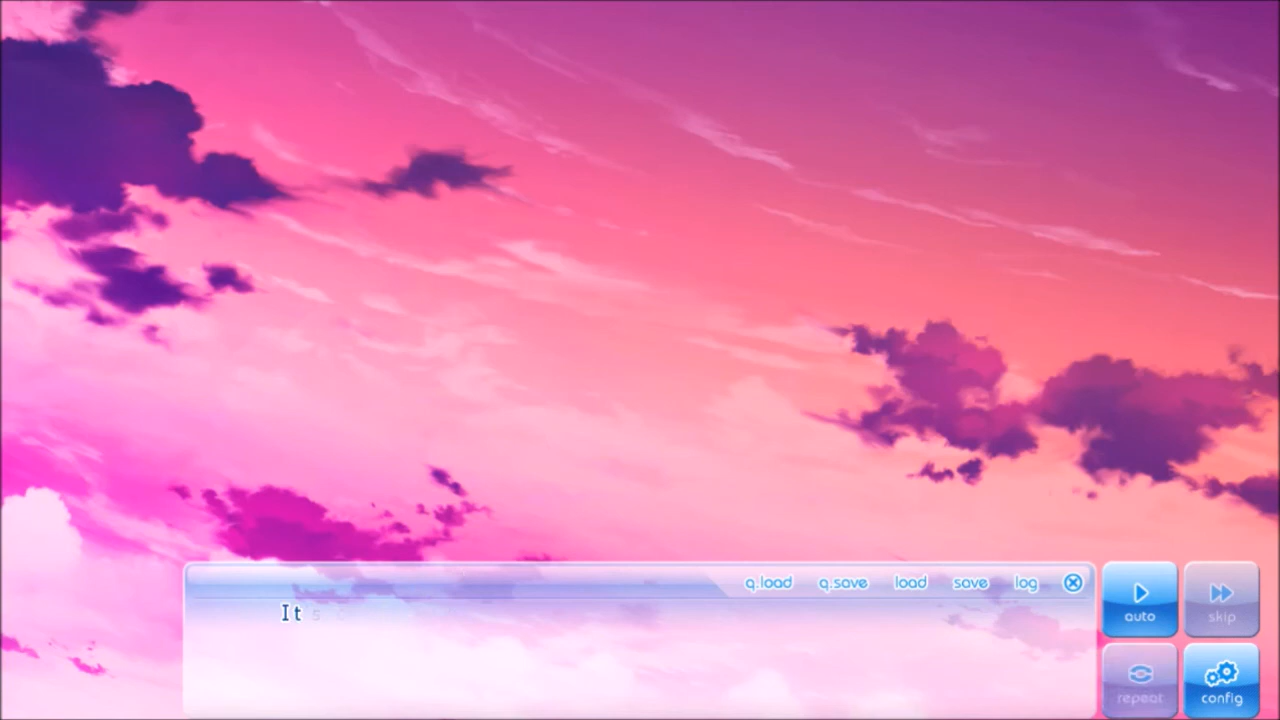 q.load q.save load save log
It s
auto
skip
repeat
config